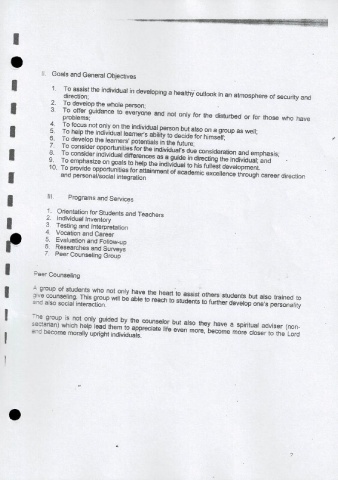 II. Goals and General Objectives
1. To assist the individual in developing a healthy outlook in an atmosphere of security and
direction;
2. To develop the whole person;
3. To offer guidance to everyone and not only for the disturbed or for those who have
problems;
4. To focus not only on the individual person but also on a group as well;
5. To help the individual learner's ability to decide for himself;
6. To develop the learners' potentials in the future;
7. To consider opportunities for the individual's due consideration and emphasis;
8. To consider individual differences as a guide in directing the individual; and
9. To emphasize on goals to help the individual to his fullest development.
10. To provide opportunities for attainment of academic excellence through career direction
and personal/social integration
III. Programs and Services
1. Orientation for Students and Teachers
2. Individual Inventory
3. Testing and Interpretation
4. Vocation and Career
5. Evaluation and Follow-up
6. Researches and Surveys
7. Peer Counseling Group
Peer Counseling
A group of students who not only have the heart to assist others students but also trained to
give counseling. This group will be able to reach to students to further develop one's personality
and also social interaction.
The group is not only guided by the counselor but also they have a spiritual adviser (non-
sectarian) which help lead them to appreciate life even more, become more closer to the Lord
and become morally upright individuals.